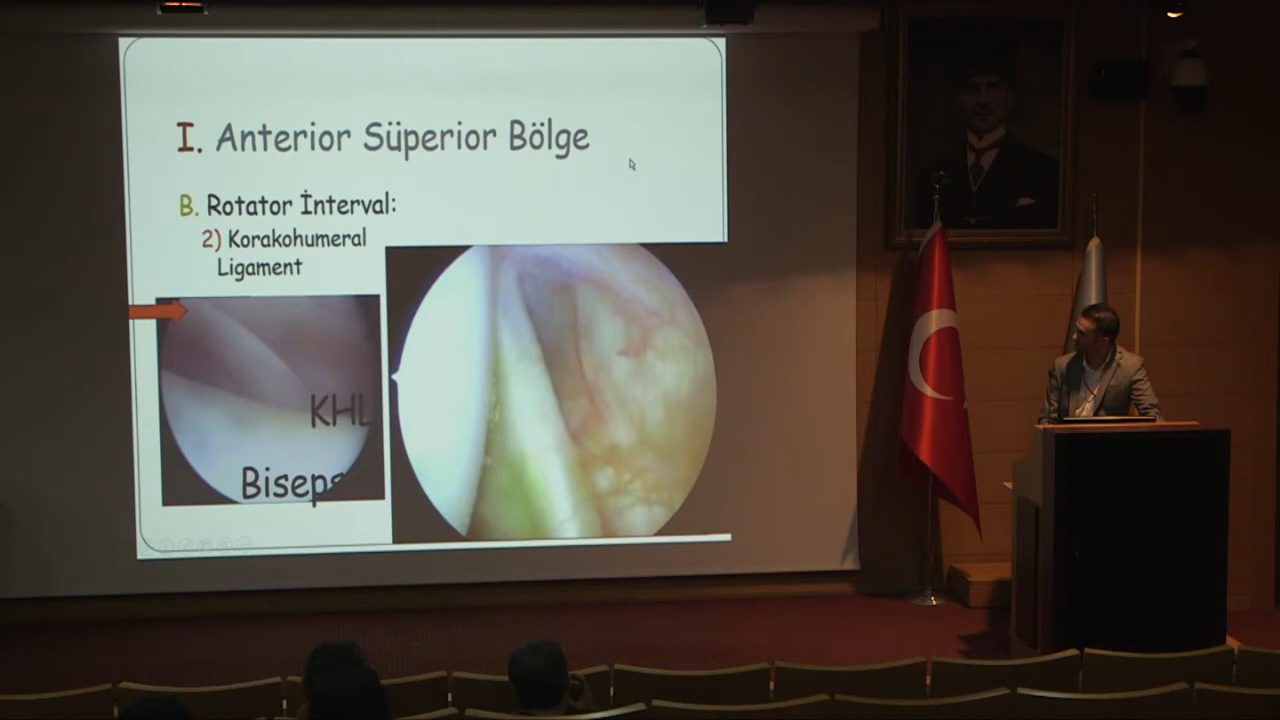 I. Anterior Süperior Bölge
B. Rotator İnterval:
2) Korakohumeral
Ligament
KHL
Biseps